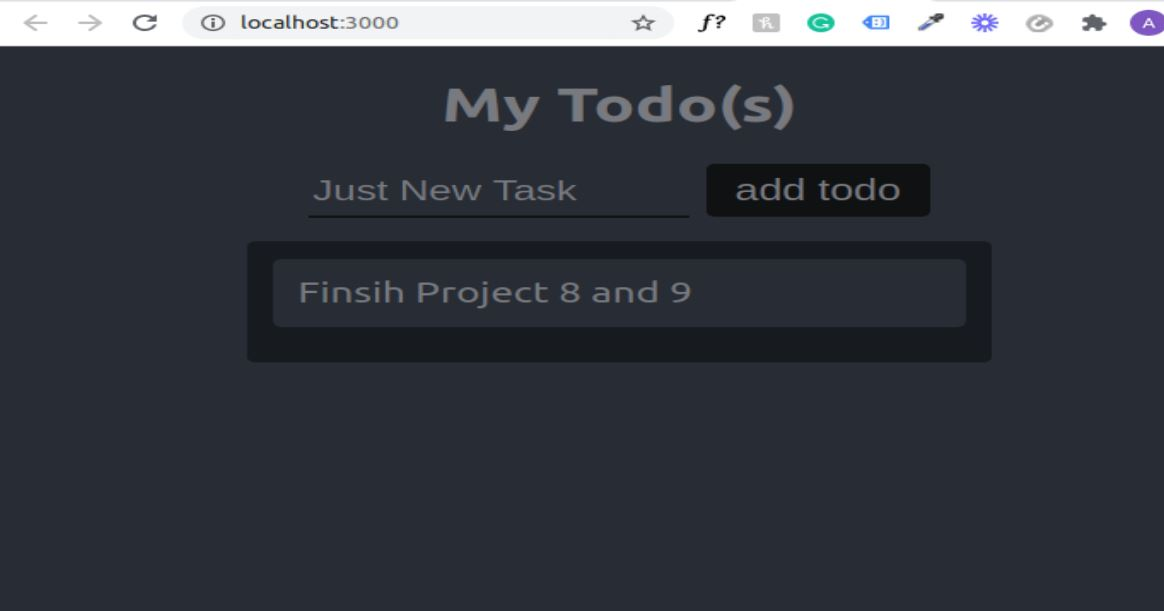 localhost:3000
f?
A
My Todo(s)
Just New Task
add todo
Finsih Project 8 and 9